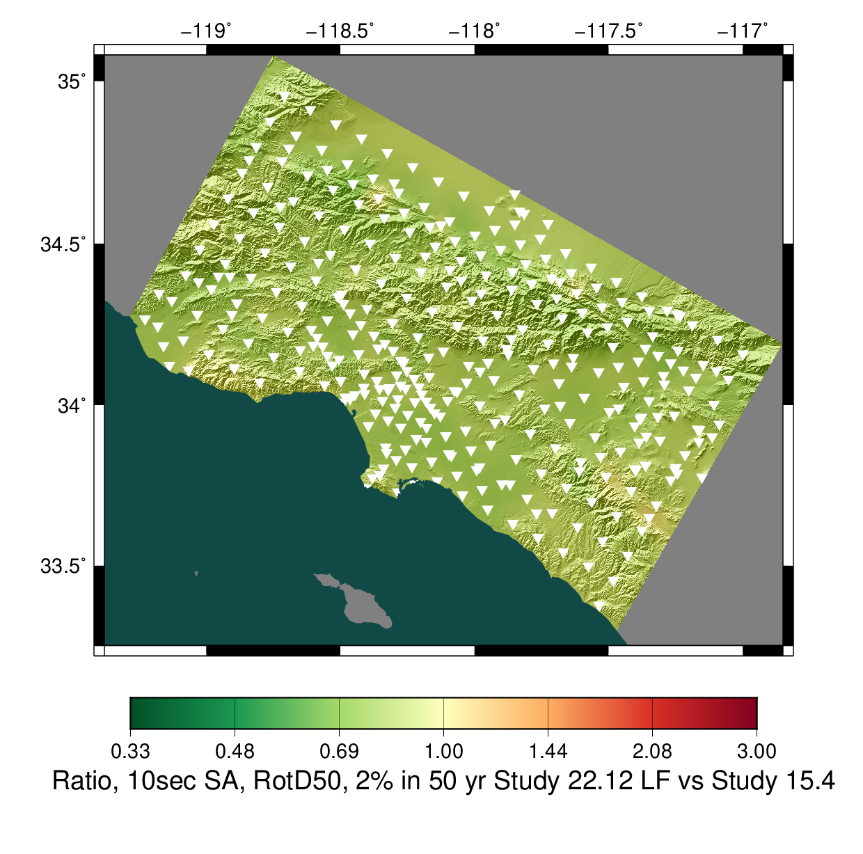 −119˚ −118.5˚ −118˚ −117.5˚ −117˚
35˚
34.5˚
34˚
33.5˚
0.33 0.48 0.69 1.00 1.44 2.08 3.00
Ratio, 10sec SA, RotD50, 2% in 50 yr Study 22.12 LF vs Study 15.4